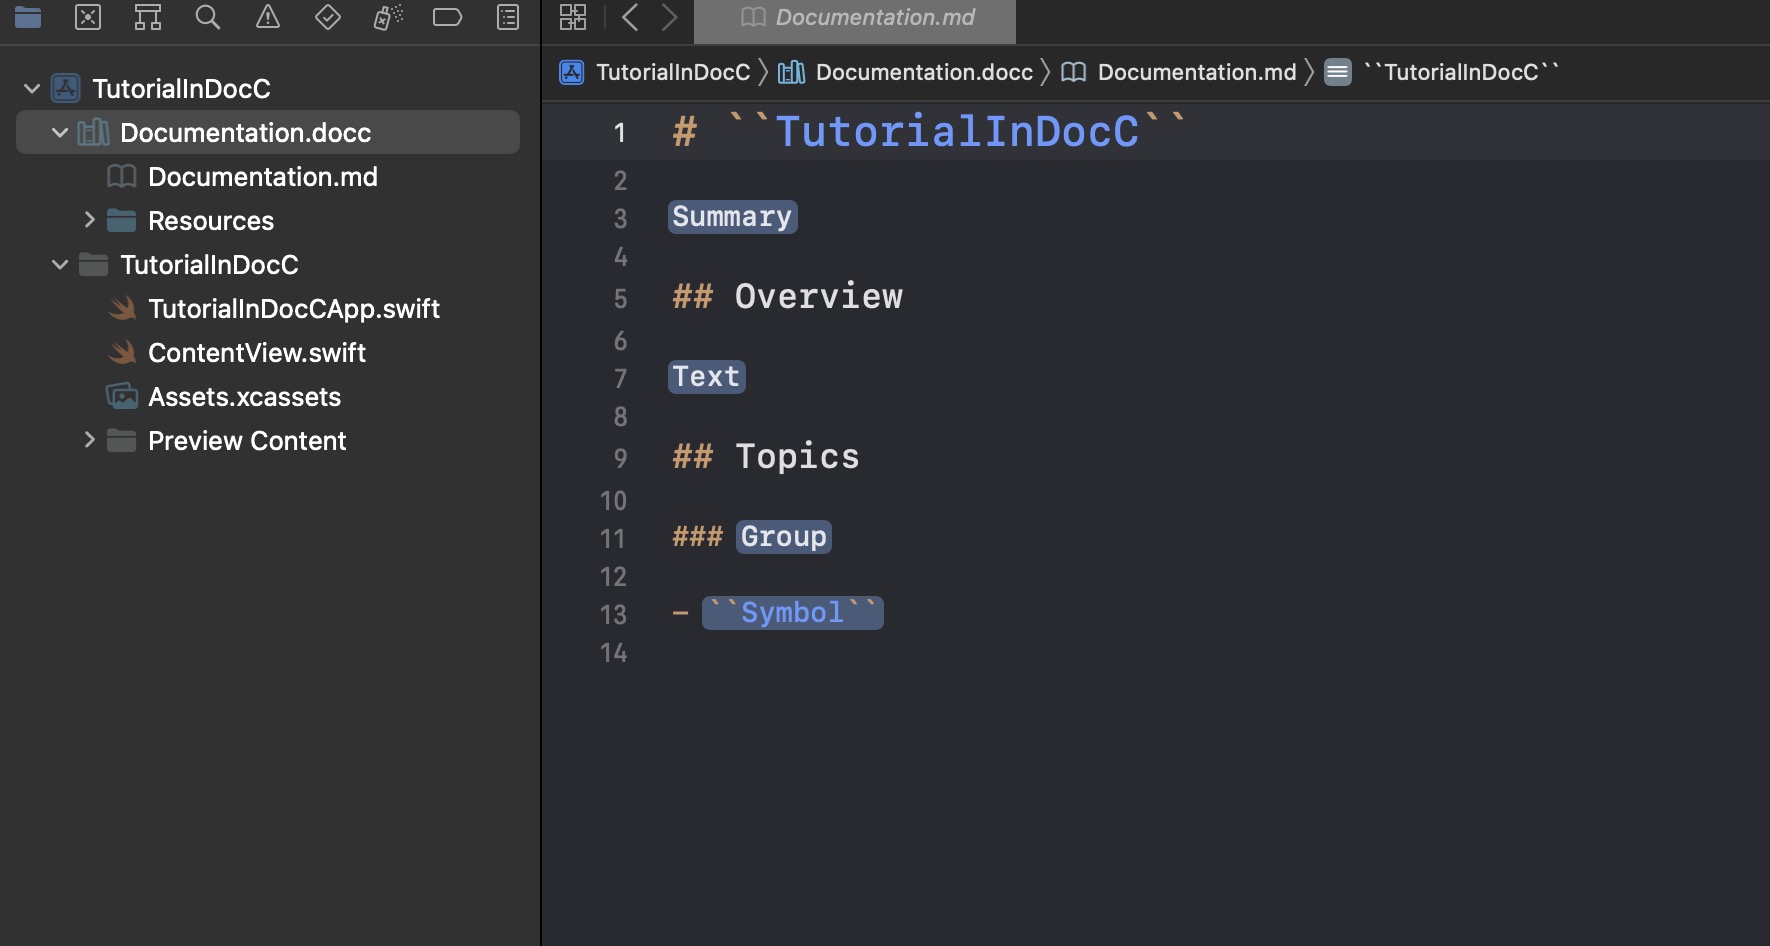 Documentation.md
TutorialInDocC
Documentation.docc
Documentation.md
Resources
TutorialInDocC
TutorialInDocCApp.swift
ContentView.swift
Assets.xcassets
Preview Content
TutorialInDocC Documentation.docc Documentation.md ``TutorialInDocC``
1 # ``TutorialInDocC``
2
3 Summary
4
5 ## Overview
6
7 Text
8
9 ## Topics
10
11 ### Group
12
13 - ``Symbol``
14